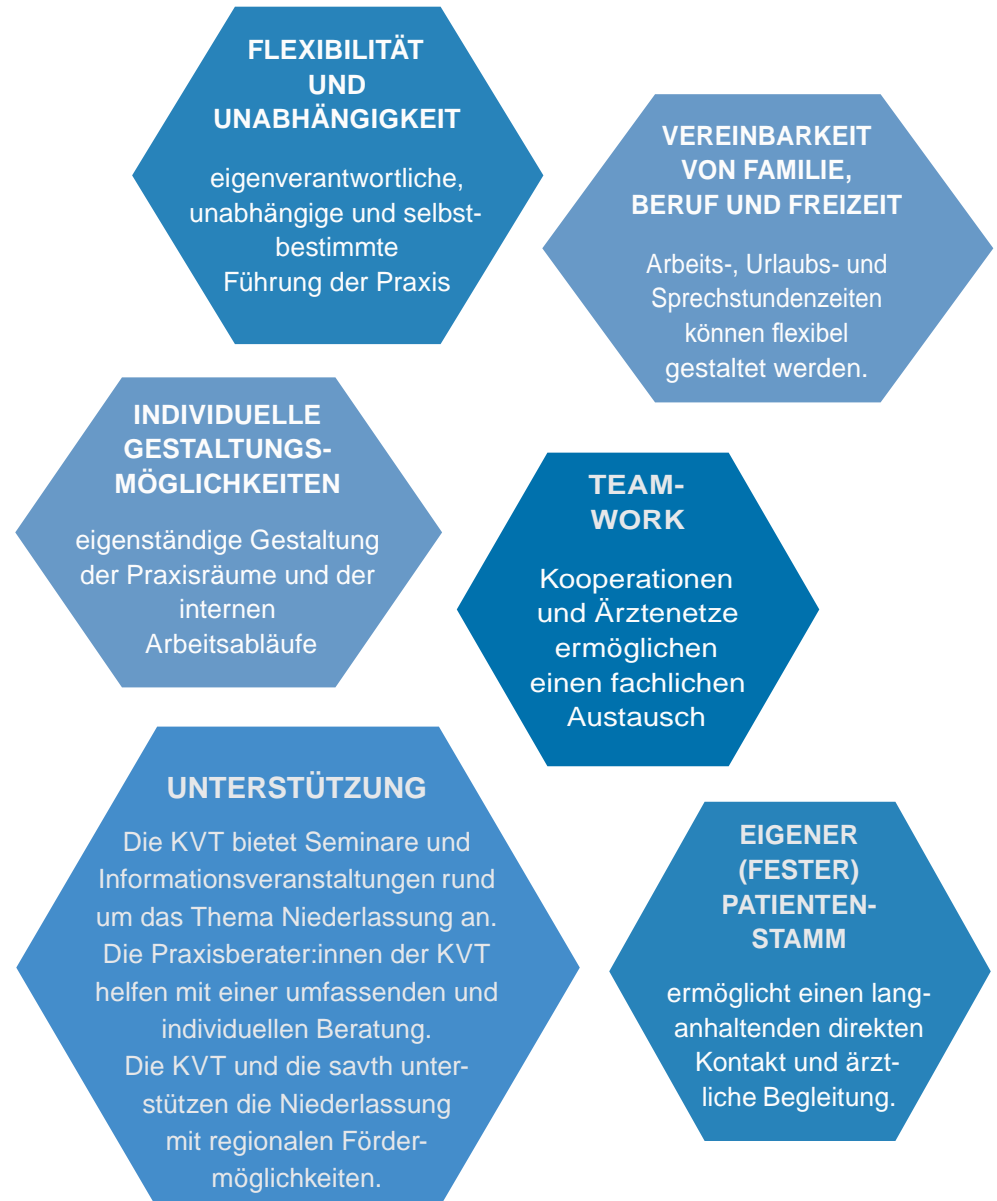 FLEXIBILITÄT
UND
UNABHÄNGIGKEIT
eigenverantwortliche,
unabhängige und selbst-
bestimmte
Führung der Praxis
VEREINBARKEIT
VON FAMILIE,
BERUF UND FREIZEIT
Arbeits-, Urlaubs- und
Sprechstundenzeiten
können flexibel
gestaltet werden.
INDIVIDUELLE
GESTALTUNGS-
MÖGLICHKEITEN
eigenständige Gestaltung
der Praxisräume und der
internen
Arbeitsabläufe
TEAM-
WORK
Kooperationen
und Ärztenetze
ermöglichen
einen fachlichen
Austausch
UNTERSTÜTZUNG
Die KVT bietet Seminare und
Informationsveranstaltungen rund
um das Thema Niederlassung an.
Die Praxisberater:innen der KVT
helfen mit einer umfassenden und
individuellen Beratung.
Die KVT und die savth unter-
stützen die Niederlassung
mit regionalen Förder-
möglichkeiten.
EIGENER
(FESTER)
PATIENTEN-
STAMM
ermöglicht einen lang-
anhaltenden direkten
Kontakt und ärzt-
liche Begleitung.